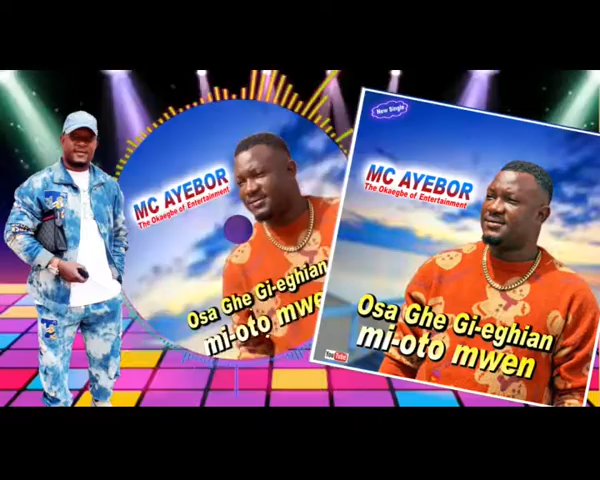 MC AYEBOR
The Okaegbe of Entertainment
Osa Ghe Gi-eghian
mi-oto mwe
New Single
MC AYEBOR
The Okaegbe of Entertainment
Osa Ghe Gi-eghian
mi-oto mwen
YouTube